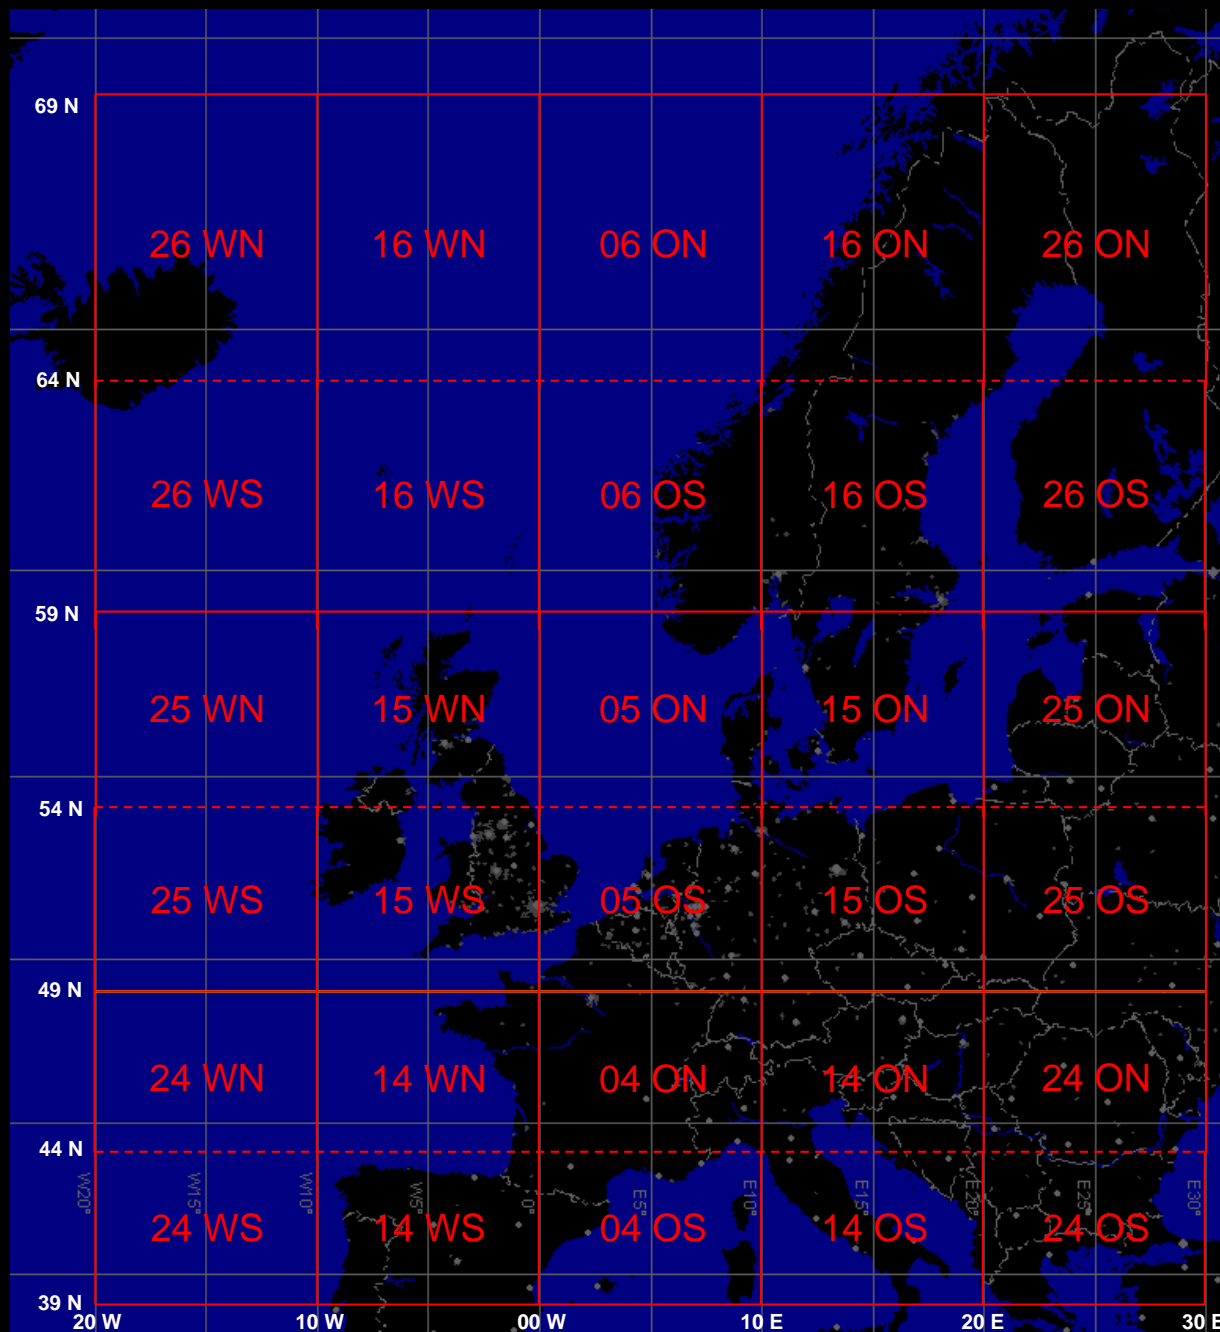 69 N
26 WN 16 WN 06 ON 16 ON 26 ON
64 N
26 WS 16 WS 06 OS 16 OS 26 OS
59 N
25 WN 15 WN 05 ON 15 ON 25 ON
54 N
25 WS 15 WS 05 OS 15 OS 25 OS
49 N
24 WN 14 WN 04 ON 14 ON 24 ON
44 N
W20° W15° W10° W5° 0° E5° E15° E20° E25° E30°
24 WS 14 WS 04 OS 14 OS 24 OS
39 N
20 W 10 W 00 W 10 E 20 E 30 E